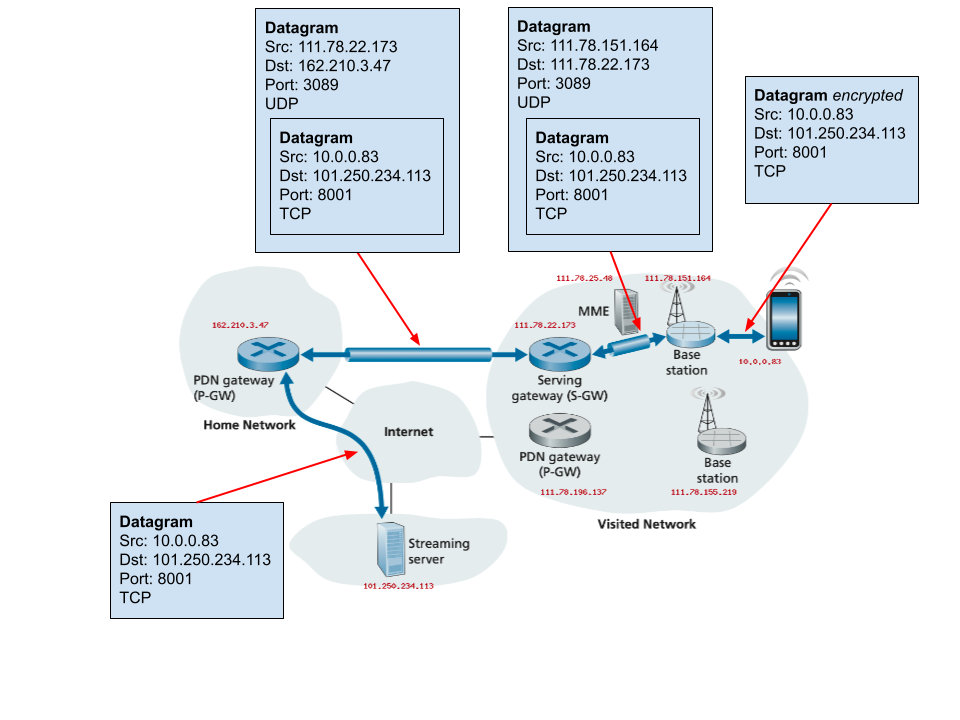 Datagram
Src: 111.78.22.173
Dst: 162.210.3.47
Port: 3089
UDP
Datagram
Src: 10.0.0.83
Dst: 101.250.234.113
Port: 8001
TCP
Datagram
Src: 111.78.151.164
Dst: 111.78.22.173
Port: 3089
UDP
Datagram
Src: 10.0.0.83
Dst: 101.250.234.113
Port: 8001
TCP
Datagram encrypted
Src: 10.0.0.83
Dst: 101.250.234.113
Port: 8001
TCP
162.210.3.47
PDN gateway
(P-GW)
Home Network
Internet
111.78.25.48
MME
111.78.151.164
111.78.22.173
Serving
gateway (S-GW)
Base
station
10.0.0.83
PDN gateway
(P-GW)
111.78.196.137
Base
station
111.78.155.219
Visited Network
Datagram
Src: 10.0.0.83
Dst: 101.250.234.113
Port: 8001
TCP
Streaming
server
101.250.234.113